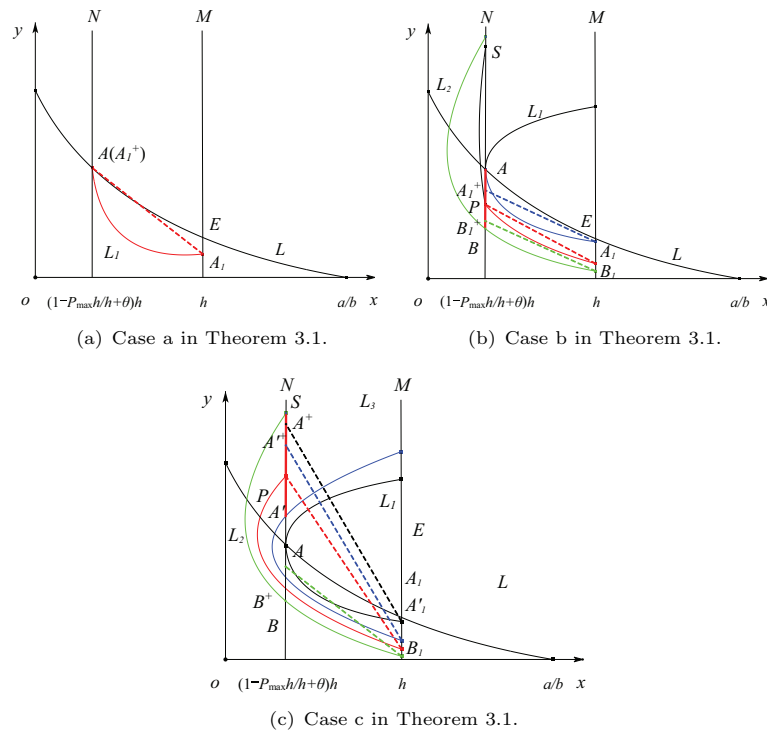 N M
y
A(A₁⁺)
E
L₁ L
A₁
o (1−Pₘₐₓh/h+θ)h h a/b x
(a) Case a in Theorem 3.1.
N M
y
S
L₂
L₁
A
A₁⁺
P E
B₁⁺
B A₁ L
B₁
o (1−Pₘₐₓh/h+θ)h h a/b x
(b) Case b in Theorem 3.1.
N M
y S L₃
A⁺
A'⁺
P L₁
A'
L₂ E
A
A₁ L
B⁺ A'₁
B
B₁
o (1−Pₘₐₓh/h+θ)h h a/b x
(c) Case c in Theorem 3.1.